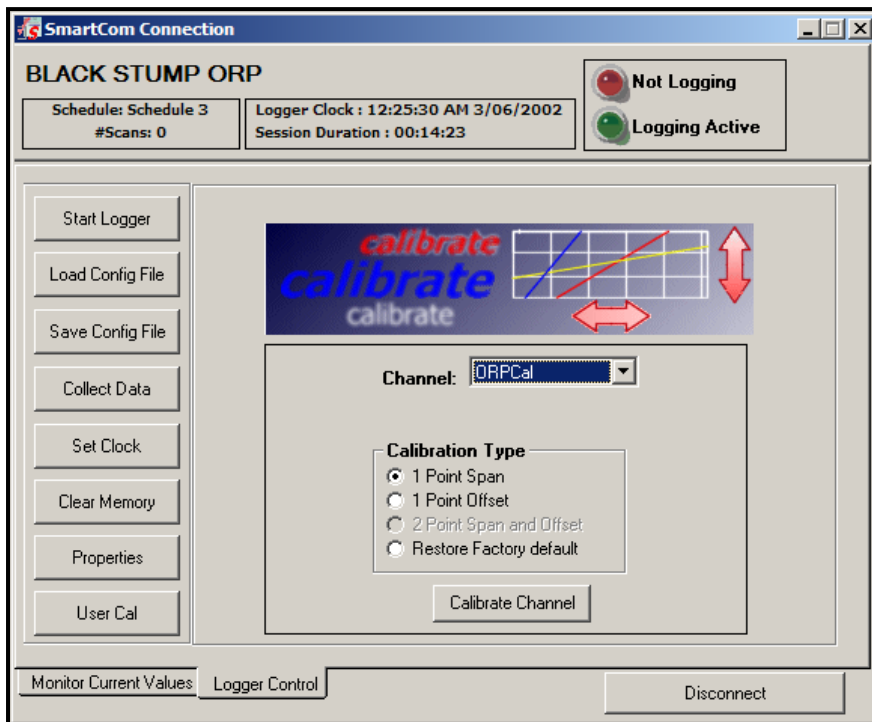 SmartCom Connection
BLACK STUMP ORP
Schedule: Schedule 3
#Scans: 0
Logger Clock : 12:25:30 AM 3/06/2002
Session Duration : 00:14:23
Not Logging
Logging Active
Start Logger
Load Config File
Save Config File
Collect Data
Set Clock
Clear Memory
Properties
User Cal
calibrate
calibrate
calibrate
Channel: ORPCal
Calibration Type
1 Point Span
1 Point Offset
2 Point Span and Offset
Restore Factory default
Calibrate Channel
Monitor Current Values
Logger Control
Disconnect